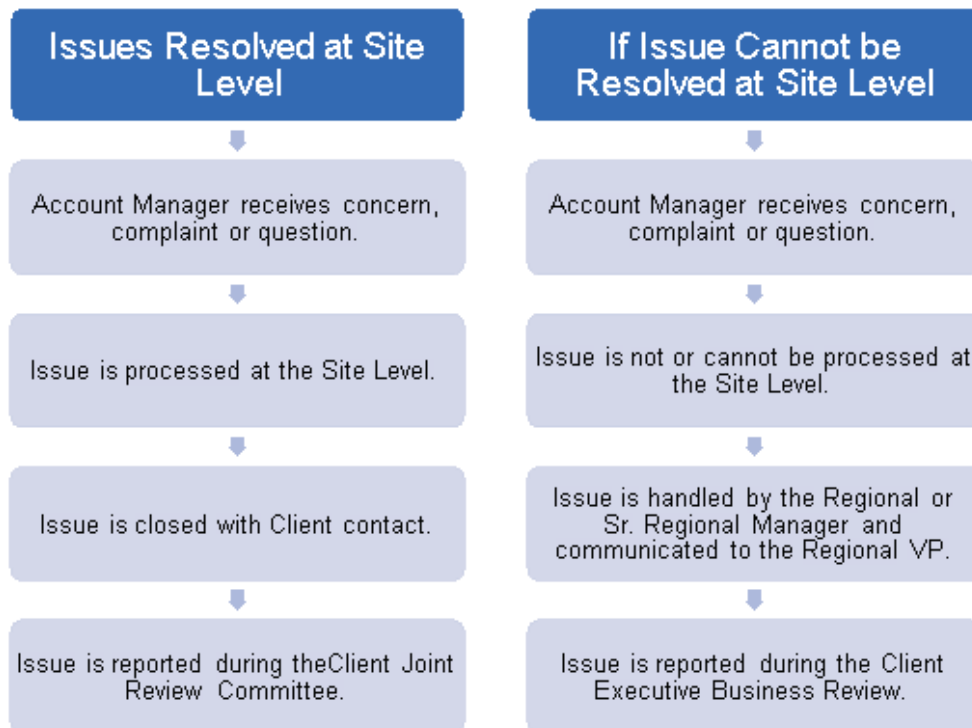 Issues Resolved at Site
Level
Account Manager receives concern,
complaint or question.
Issue is processed at the Site Level.
Issue is closed with Client contact.
Issue is reported during theClient Joint
Review Committee.
If Issue Cannot be
Resolved at Site Level
Account Manager receives concern,
complaint or question.
Issue is not or cannot be processed at
the Site Level.
Issue is handled by the Regional or
Sr. Regional Manager and
communicated to the Regional VP.
Issue is reported during the Client
Executive Business Review.